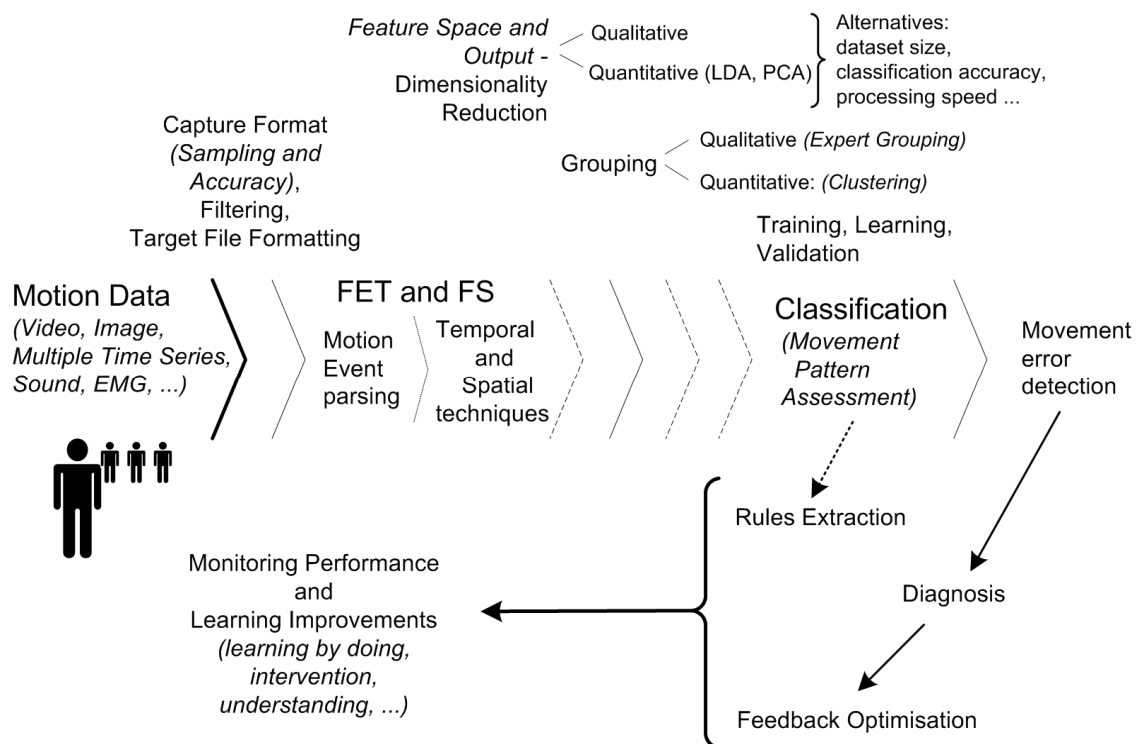 Feature Space and
Output -
Dimensionality
Reduction
Qualitative
Quantitative (LDA, PCA)
Alternatives:
dataset size,
classification accuracy,
processing speed ...
Capture Format
(Sampling and
Accuracy),
Filtering,
Target File Formatting
Grouping
Qualitative (Expert Grouping)
Quantitative: (Clustering)
Training, Learning,
Validation
Motion Data
(Video, Image,
Multiple Time Series,
Sound, EMG, ...)
FET and FS
Motion
Event
parsing
Temporal
and
Spatial
techniques
Classification
(Movement
Pattern
Assessment)
Movement
error
detection
Rules Extraction
Diagnosis
Feedback Optimisation
Monitoring Performance
and
Learning Improvements
(learning by doing,
intervention,
understanding, ...)